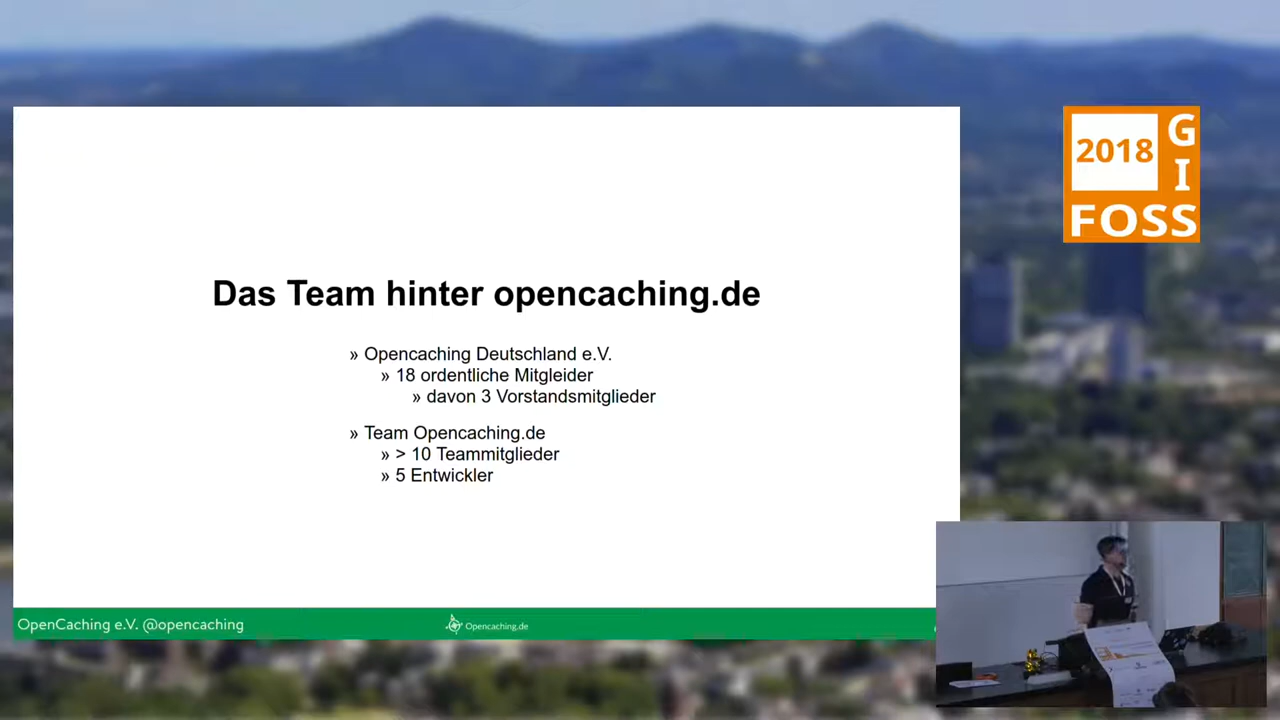 Das Team hinter opencaching.de
» Opencaching Deutschland e.V.
» 18 ordentliche Mitgleider
» davon 3 Vorstandsmitglieder
» Team Opencaching.de
» > 10 Teammitglieder
» 5 Entwickler
OpenCaching e.V. @opencaching
Opencaching.de
2018
GI
FOSS